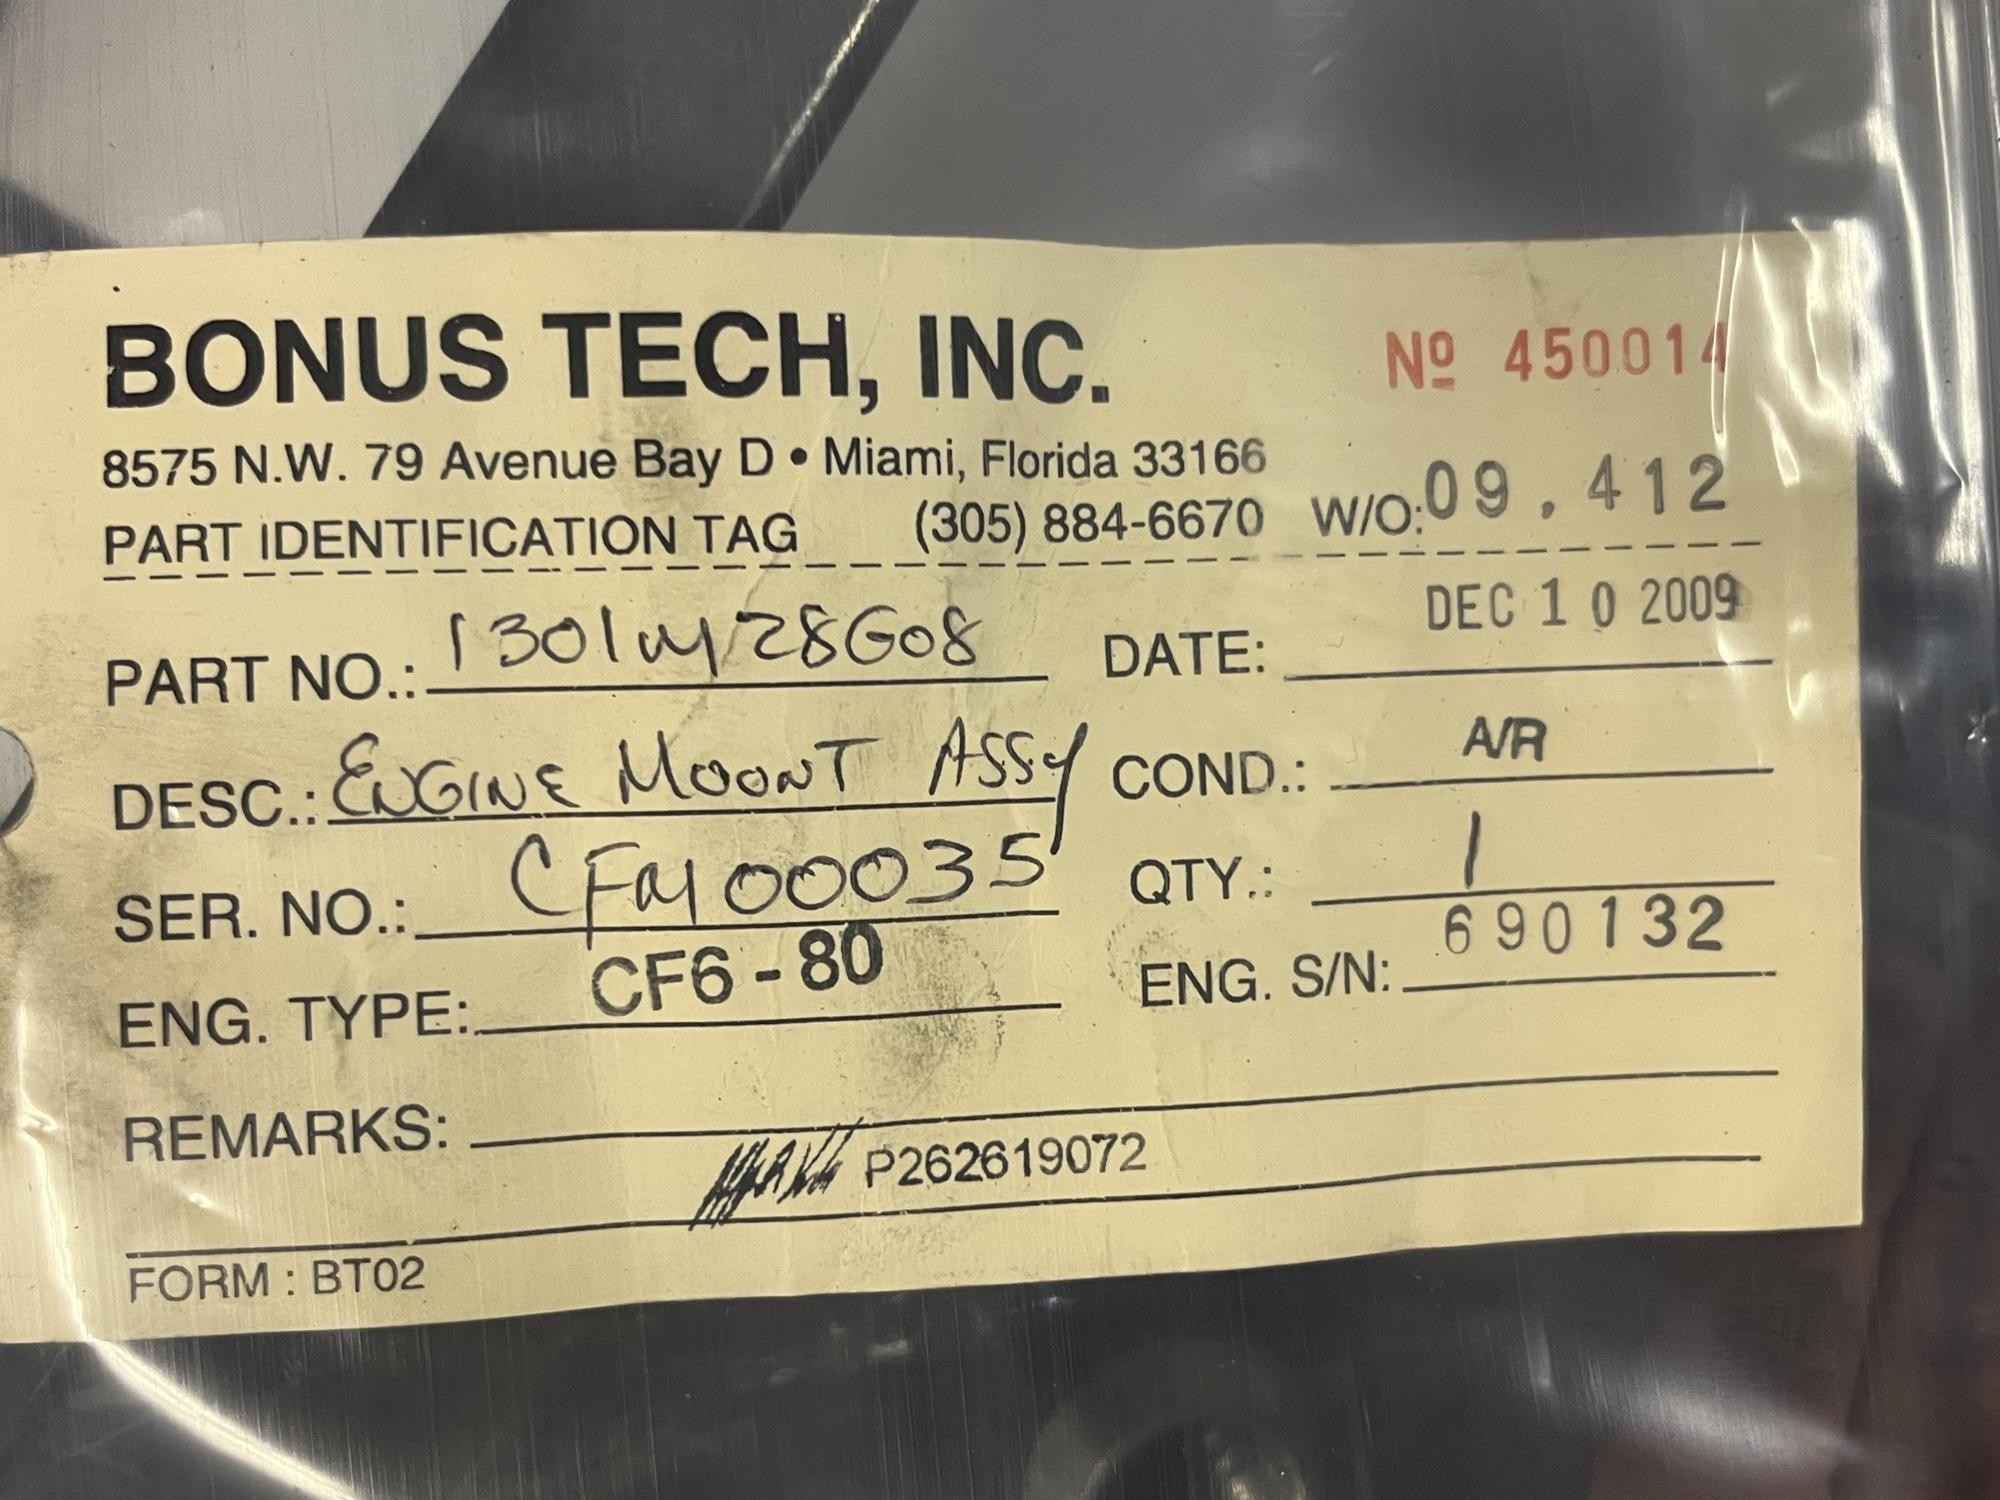 BONUS TECH, INC. Nº 450014
8575 N.W. 79 Avenue Bay D • Miami, Florida 33166
PART IDENTIFICATION TAG (305) 884-6670 W/O: 09.412
PART NO.: 1301M28G08 DATE: DEC 10 2009
DESC.: ENGINE MOUNT ASSY COND.: A/R
SER. NO.: CFM00035 QTY.: 1
ENG. TYPE: CF6-80 ENG. S/N: 690132
REMARKS:
P262619072
FORM : BT02